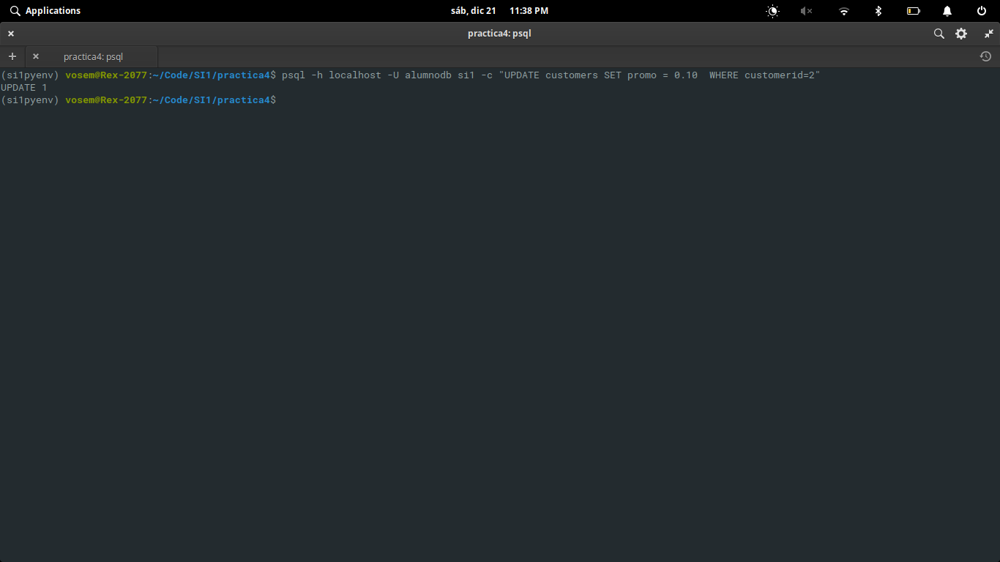 Applications
sáb, dic 21 11:38 PM
practica4: psql
practica4: psql
(si1pyenv) vosem@Rex-2077:~/Code/SI1/practica4$ psql -h localhost -U alumnodb si1 -c "UPDATE customers SET promo = 0.10  WHERE customerid=2"
UPDATE 1
(si1pyenv) vosem@Rex-2077:~/Code/SI1/practica4$